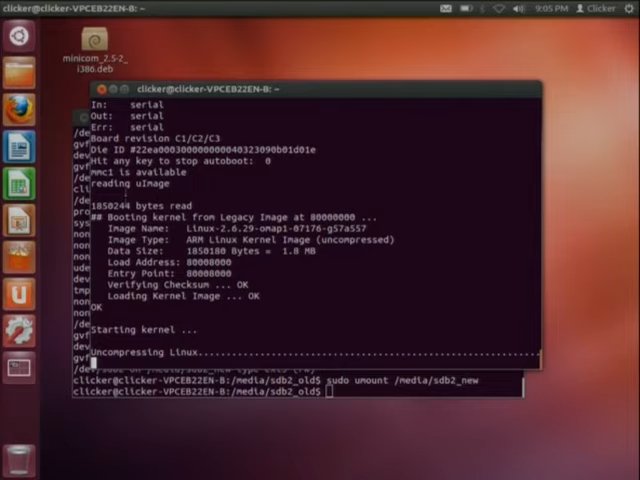 clicker@clicker-VPCEB22EN-B: ~
9:05 PM
Clicker
minicom_2.5-2_
i386.deb
clicker@clicker-VPCEB22EN-B: ~
In: serial
Out: serial
Err: serial
Board revision C1/C2/C3
Die ID #22ea00030000000040323090b01d01e
Hit any key to stop autoboot: 0
mmc1 is available
reading uImage
1850244 bytes read
## Booting kernel from Legacy Image at 80000000 ...
Image Name: Linux-2.6.29-omap1-07176-g57a557
Image Type: ARM Linux Kernel Image (uncompressed)
Data Size: 1850180 Bytes = 1.8 MB
Load Address: 80008000
Entry Point: 80008000
Verifying Checksum ... OK
Loading Kernel Image ... OK
OK
Starting kernel ...
Uncompressing Linux..........................................................
clicker@clicker-VPCEB22EN-B:/media/sdb2_old$ sudo umount /media/sdb2_new
clicker@clicker-VPCEB22EN-B:/media/sdb2_old$